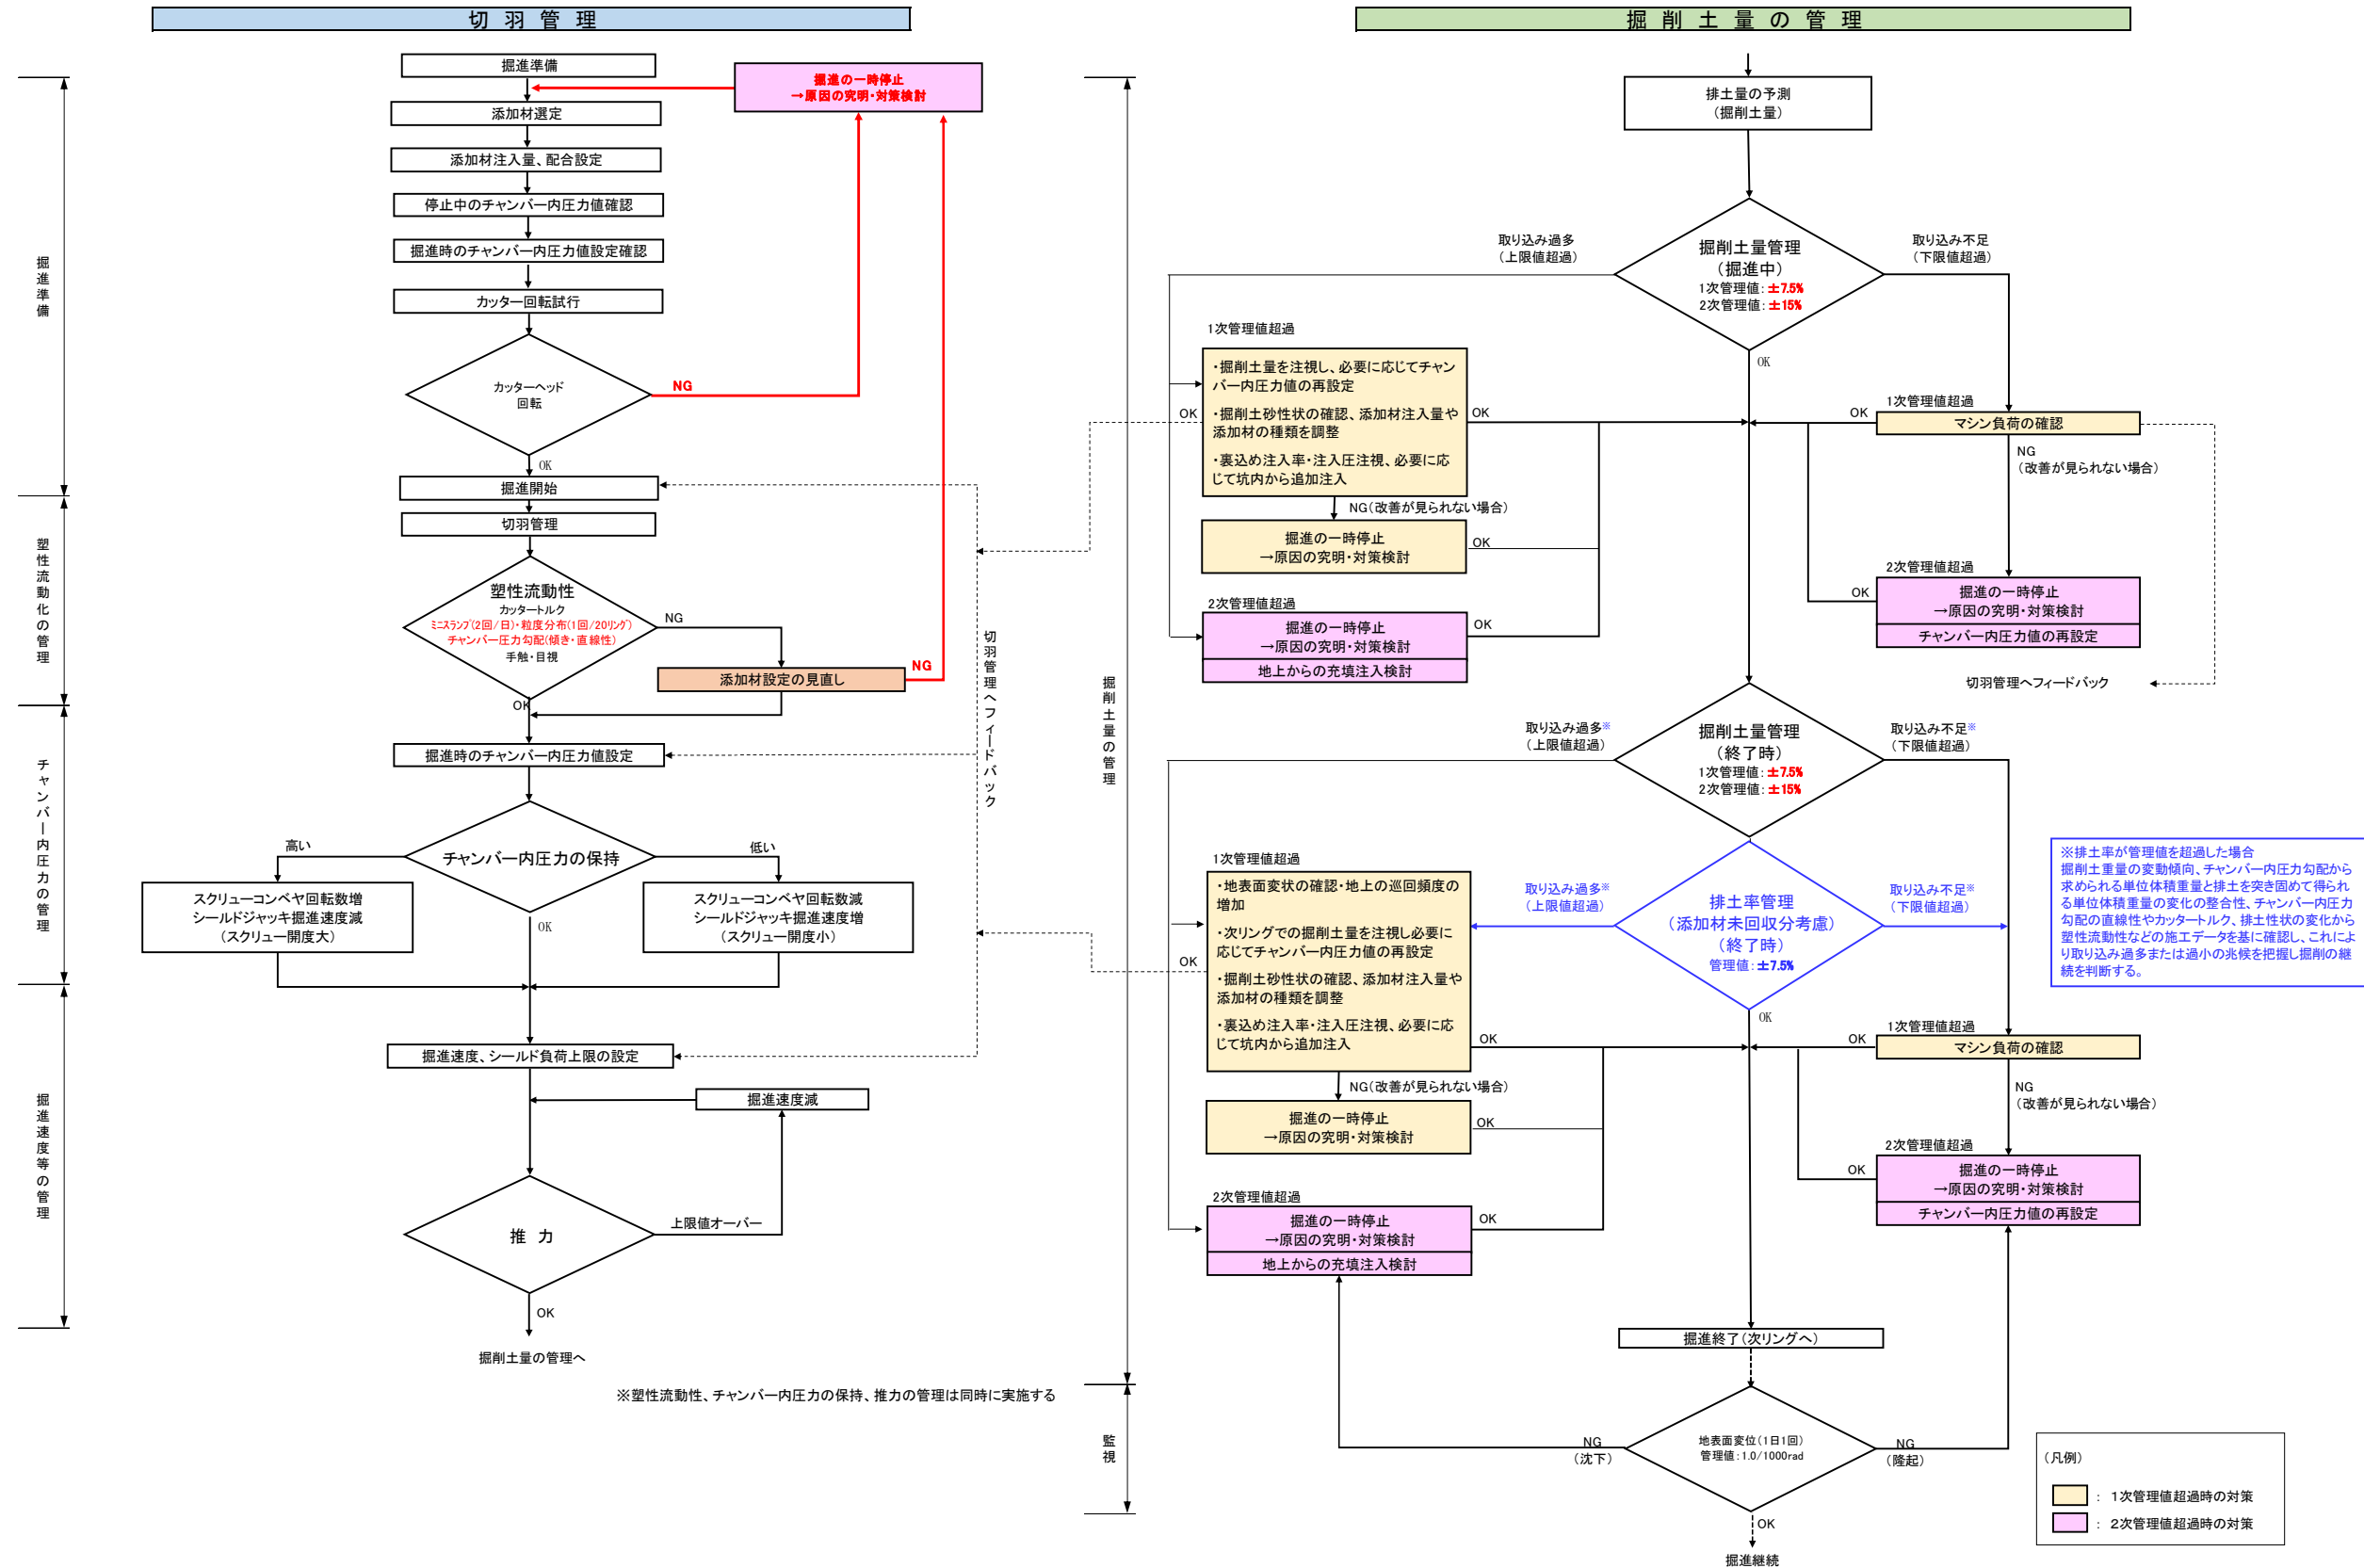 切 羽 管 理
掘進準備
掘進の一時停止
→原因の究明・対策検討
添加材選定
添加材注入量、配合設定
停止中のチャンバー内圧力値確認
掘進時のチャンバー内圧力値設定確認
カッター回転試行
カッターヘッド
回転
NG
OK
掘進開始
切羽管理
塑性流動性
カッタートルク
ミニスランプ(2回/日)・粒度分布(1回/20リング)
チャンバー圧力勾配(傾き・直線性)
手触・目視
NG
添加材設定の見直し
NG
OK
掘進時のチャンバー内圧力値設定
チャンバー内圧力の保持
高い
低い
スクリューコンベヤ回転数増
シールドジャッキ掘進速度減
(スクリュー開度大)
スクリューコンベヤ回転数減
シールドジャッキ掘進速度増
(スクリュー開度小)
OK
掘進速度、シールド負荷上限の設定
掘進速度減
推 力
上限値オーバー
OK
掘削土量の管理へ
※塑性流動性、チャンバー内圧力の保持、推力の管理は同時に実施する
掘進準備
塑性流動化の管理
チャンバー内圧力の管理
掘進速度等の管理
切羽管理へフィードバック
掘 削 土 量 の 管 理
掘削土量の管理
監視
排土量の予測
(掘削土量)
掘削土量管理
(掘進中)
1次管理値:±7.5%
2次管理値:±15%
取り込み過多
(上限値超過)
取り込み不足
(下限値超過)
OK
1次管理値超過
・掘削土量を注視し、必要に応じてチャン
バー内圧力値の再設定
・掘削土砂性状の確認、添加材注入量や
添加材の種類を調整
・裏込め注入率・注入圧注視、必要に応
じて坑内から追加注入
OK
OK
NG(改善が見られない場合)
掘進の一時停止
→原因の究明・対策検討
OK
2次管理値超過
掘進の一時停止
→原因の究明・対策検討
地上からの充填注入検討
OK
1次管理値超過
マシン負荷の確認
OK
NG
(改善が見られない場合)
2次管理値超過
掘進の一時停止
→原因の究明・対策検討
チャンバー内圧力値の再設定
OK
切羽管理へフィードバック
掘削土量管理
(終了時)
1次管理値:±7.5%
2次管理値:±15%
取り込み過多※
(上限値超過)
取り込み不足※
(下限値超過)
排土率管理
(添加材未回収分考慮)
(終了時)
管理値:±7.5%
取り込み過多※
(上限値超過)
取り込み不足※
(下限値超過)
OK
※排土率が管理値を超過した場合
掘削土重量の変動傾向、チャンバー内圧力勾配から
求められる単位体積重量と排土を突き固めて得られ
る単位体積重量の変化の整合性、チャンバー内圧力
勾配の直線性やカッタートルク、排土性状の変化から
塑性流動性などの施工データを基に確認し、これによ
り取り込み過多または過小の兆候を把握し掘削の継
続を判断する。
1次管理値超過
・地表面変状の確認・地上の巡回頻度の
増加
・次リングでの掘削土量を注視し必要に
応じてチャンバー内圧力値の再設定
・掘削土砂性状の確認、添加材注入量や
添加材の種類を調整
・裏込め注入率・注入圧注視、必要に応
じて坑内から追加注入
OK
OK
NG(改善が見られない場合)
掘進の一時停止
→原因の究明・対策検討
OK
2次管理値超過
掘進の一時停止
→原因の究明・対策検討
地上からの充填注入検討
OK
1次管理値超過
マシン負荷の確認
OK
NG
(改善が見られない場合)
2次管理値超過
掘進の一時停止
→原因の究明・対策検討
チャンバー内圧力値の再設定
OK
掘進終了(次リングへ)
地表面変位(1日1回)
管理値:1.0/1000rad
NG
(沈下)
NG
(隆起)
OK
掘進継続
(凡例)
: 1次管理値超過時の対策
: 2次管理値超過時の対策